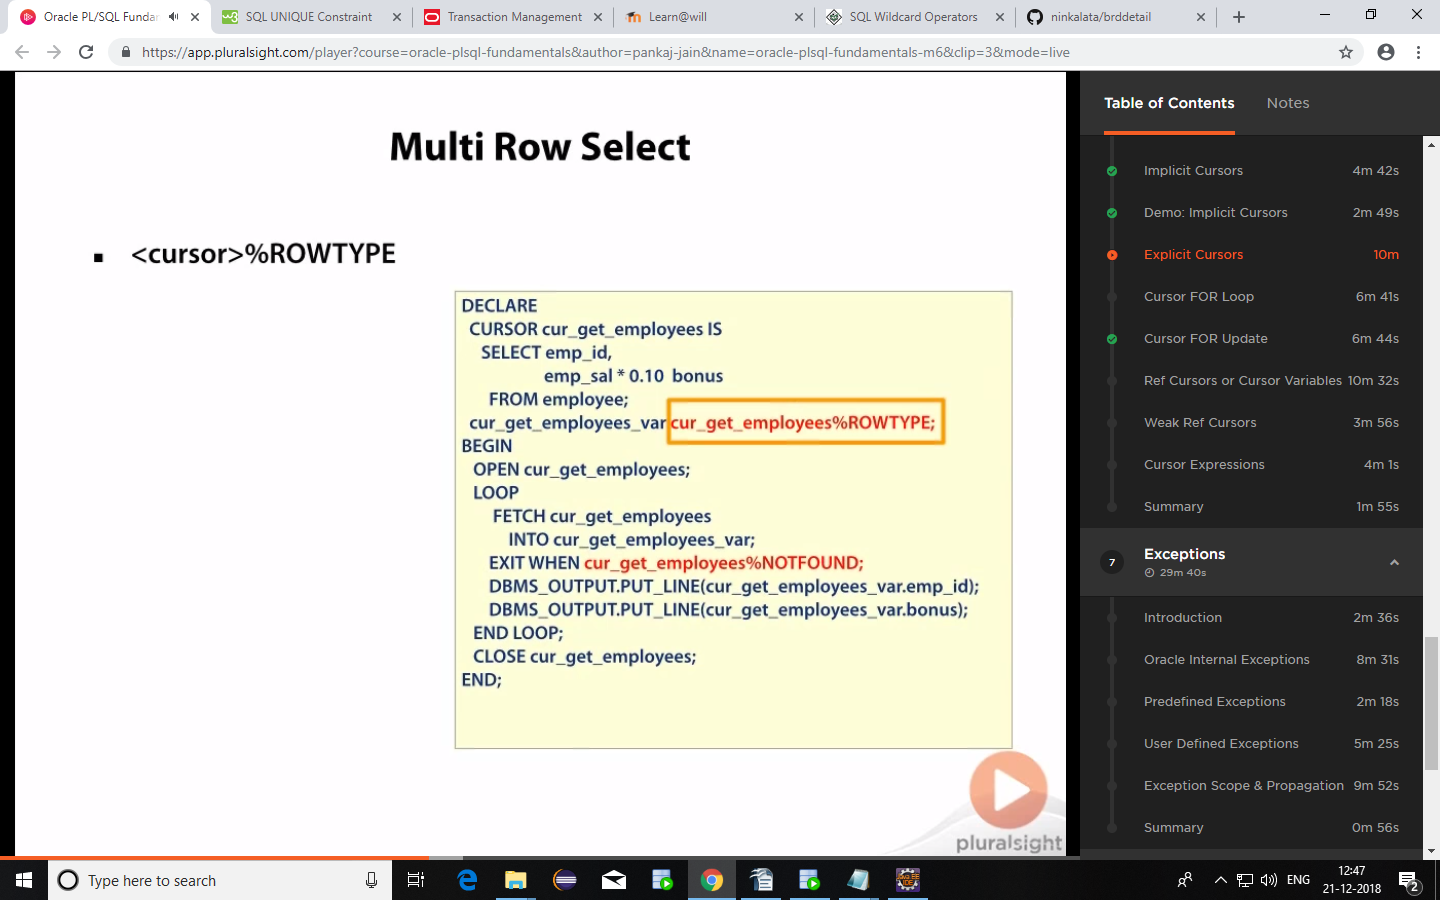 Oracle PL/SQL Fundar
SQL UNIQUE Constraint
Transaction Management
Learn@will
SQL Wildcard Operators
ninkalata/brddetail
https://app.pluralsight.com/player?course=oracle-plsql-fundamentals&author=pankaj-jain&name=oracle-plsql-fundamentals-m6&clip=3&mode=live
Multi Row Select
<cursor>%ROWTYPE
DECLARE
CURSOR cur_get_employees IS
SELECT emp_id,
emp_sal * 0.10 bonus
FROM employee;
cur_get_employees_var cur_get_employees%ROWTYPE;
BEGIN
OPEN cur_get_employees;
LOOP
FETCH cur_get_employees
INTO cur_get_employees_var;
EXIT WHEN cur_get_employees%NOTFOUND;
DBMS_OUTPUT.PUT_LINE(cur_get_employees_var.emp_id);
DBMS_OUTPUT.PUT_LINE(cur_get_employees_var.bonus);
END LOOP;
CLOSE cur_get_employees;
END;
pluralsight
Table of Contents
Notes
Implicit Cursors 4m 42s
Demo: Implicit Cursors 2m 49s
Explicit Cursors 10m
Cursor FOR Loop 6m 41s
Cursor FOR Update 6m 44s
Ref Cursors or Cursor Variables 10m 32s
Weak Ref Cursors 3m 56s
Cursor Expressions 4m 1s
Summary 1m 55s
7 Exceptions
29m 40s
Introduction 2m 36s
Oracle Internal Exceptions 8m 31s
Predefined Exceptions 2m 18s
User Defined Exceptions 5m 25s
Exception Scope & Propagation 9m 52s
Summary 0m 56s
Type here to search
ENG
12:47
21-12-2018
2